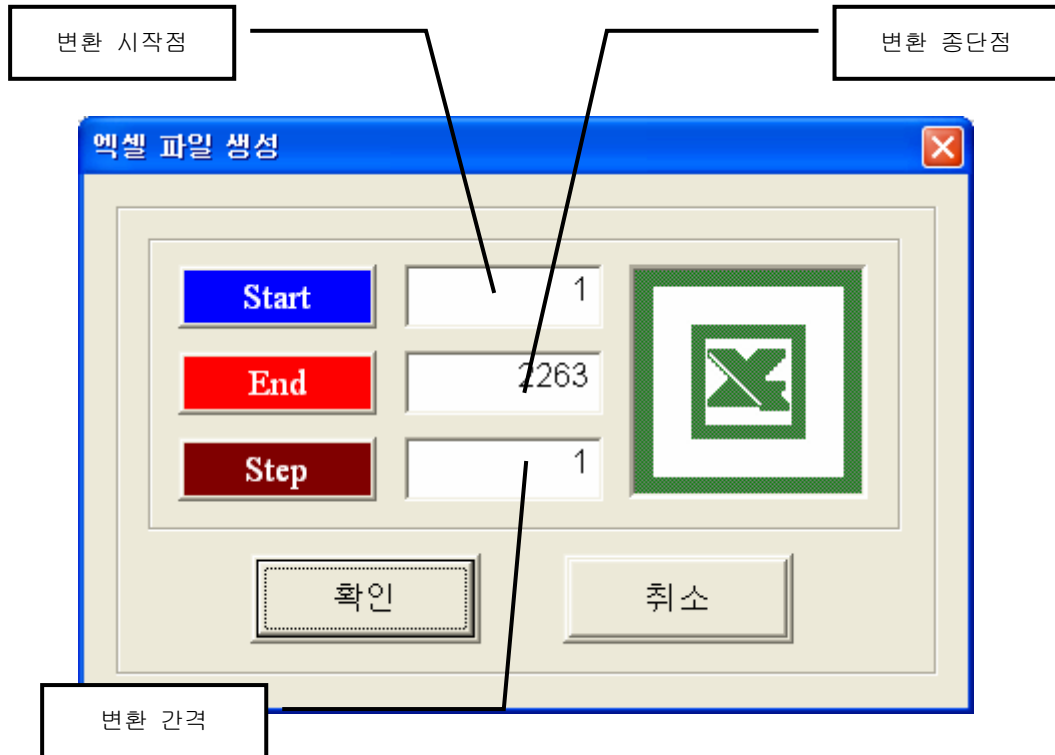 변환 시작점
변환 종단점
엑셀 파일 생성
Start
1
End
2263
Step
1
확인
취소
변환 간격